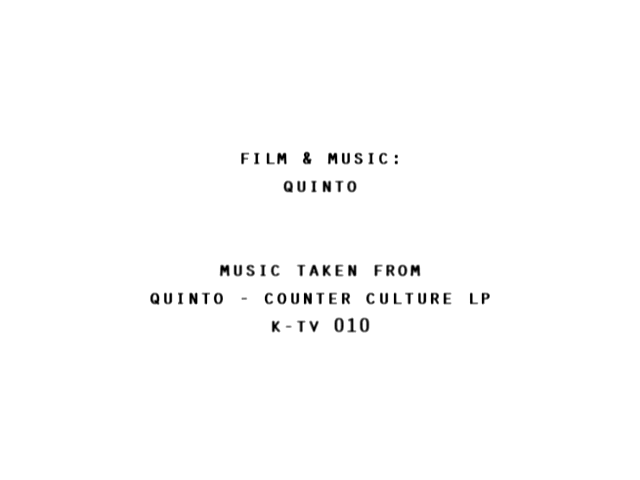 FILM & MUSIC:
QUINTO
MUSIC TAKEN FROM
QUINTO - COUNTER CULTURE LP
K-TV 010